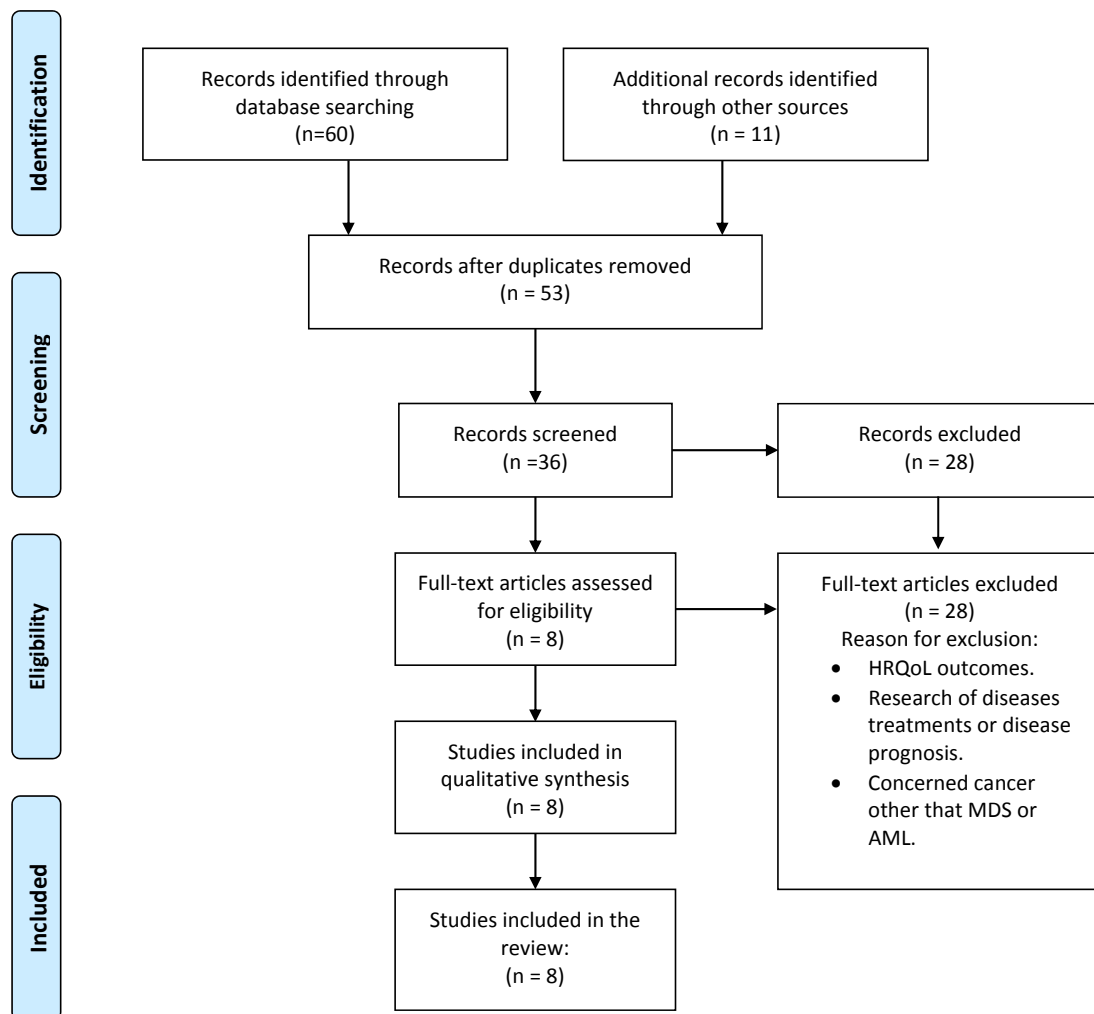 Identification
Records identified through
database searching
(n=60)
Additional records identified
through other sources
(n = 11)
Records after duplicates removed
(n = 53)
Screening
Records screened
(n =36)
Records excluded
(n = 28)
Eligibility
Full-text articles assessed
for eligibility
(n = 8)
Full-text articles excluded
(n = 28)
Reason for exclusion:
• HRQoL outcomes.
• Research of diseases
treatments or disease
prognosis.
• Concerned cancer
other that MDS or
AML.
Studies included in
qualitative synthesis
(n = 8)
Included
Studies included in the
review:
(n = 8)